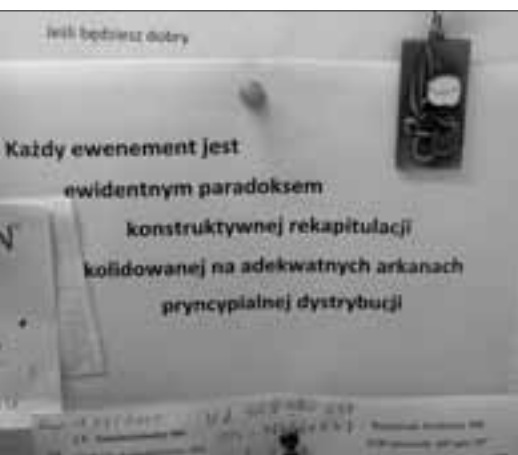 Jeśli będziesz dobry
Każdy ewenement jest
ewidentnym paradoksem
konstruktywnej rekapitulacji
kolidowanej na adekwatnych arkanach
pryncypialnej dystrybucji
N